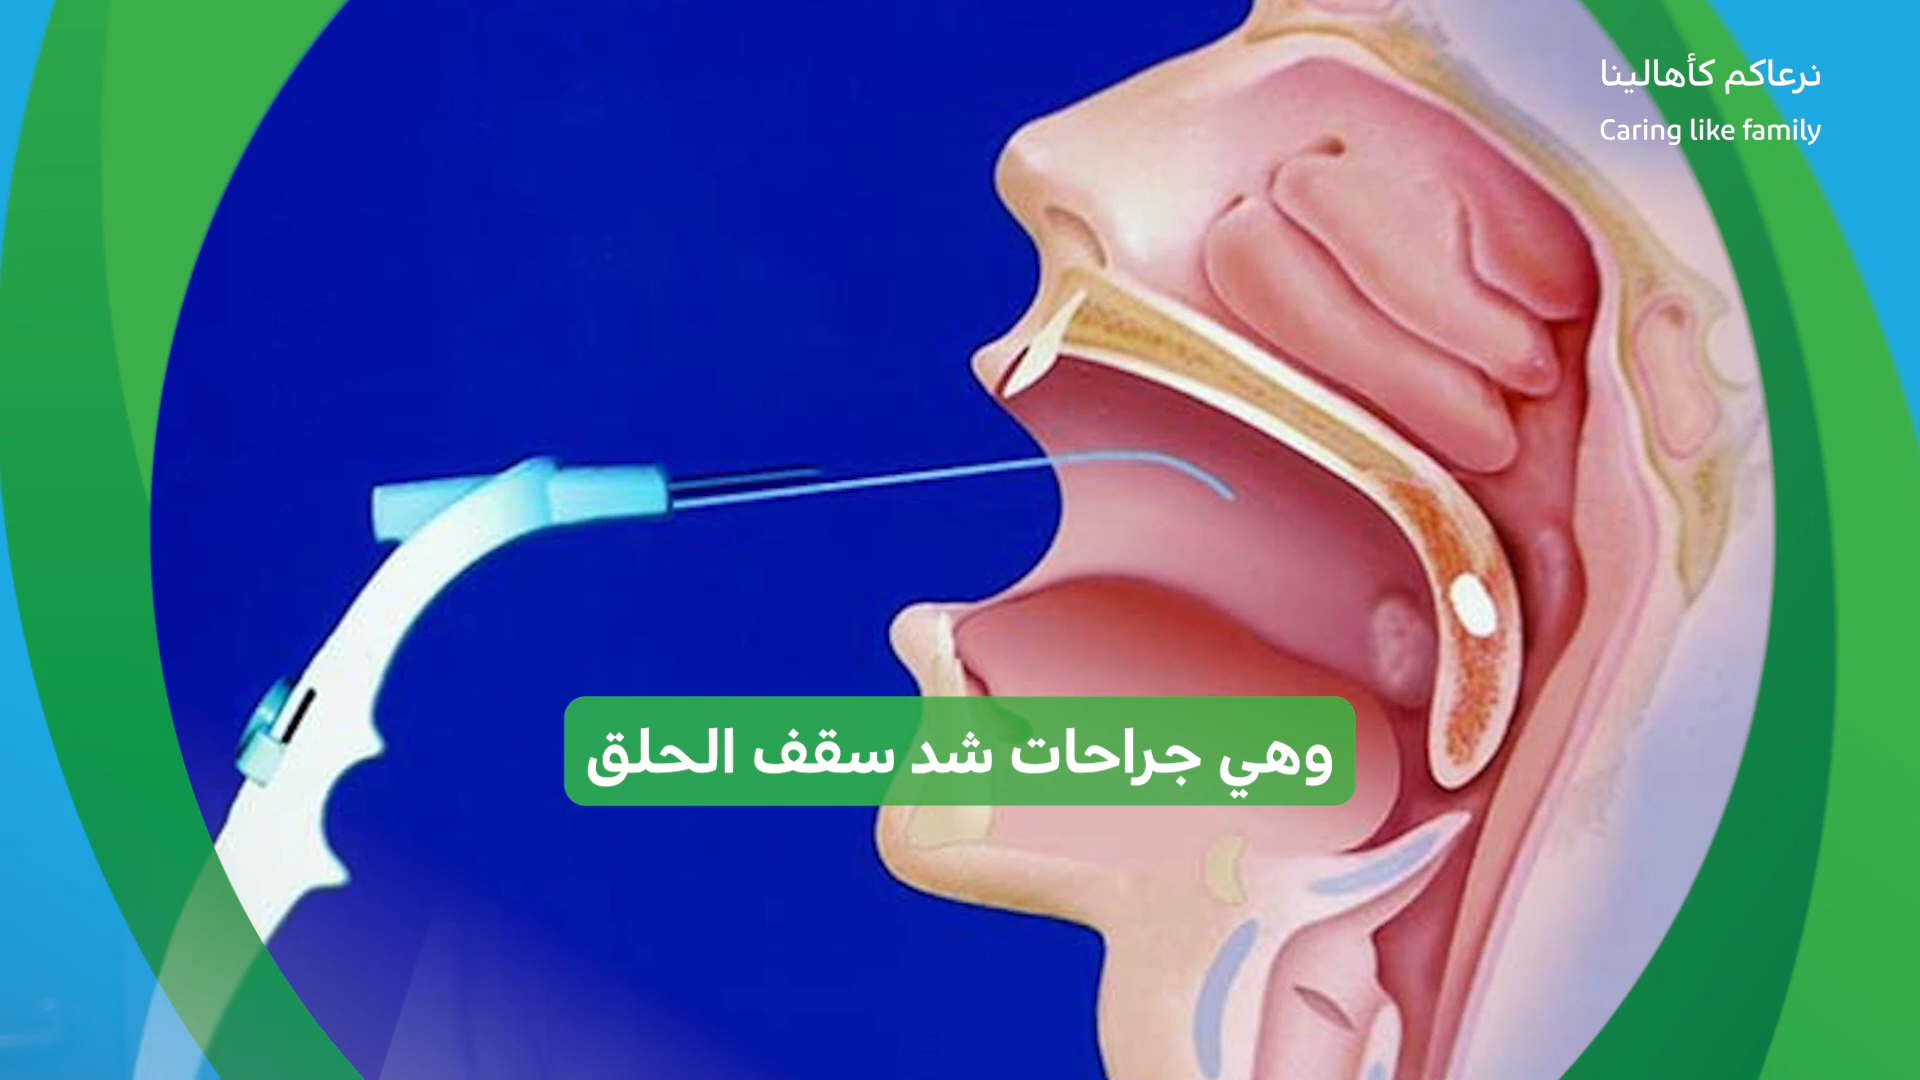 نرعاكم كأهالينا
Caring like family
وهي جراحات شد سقف الحلق